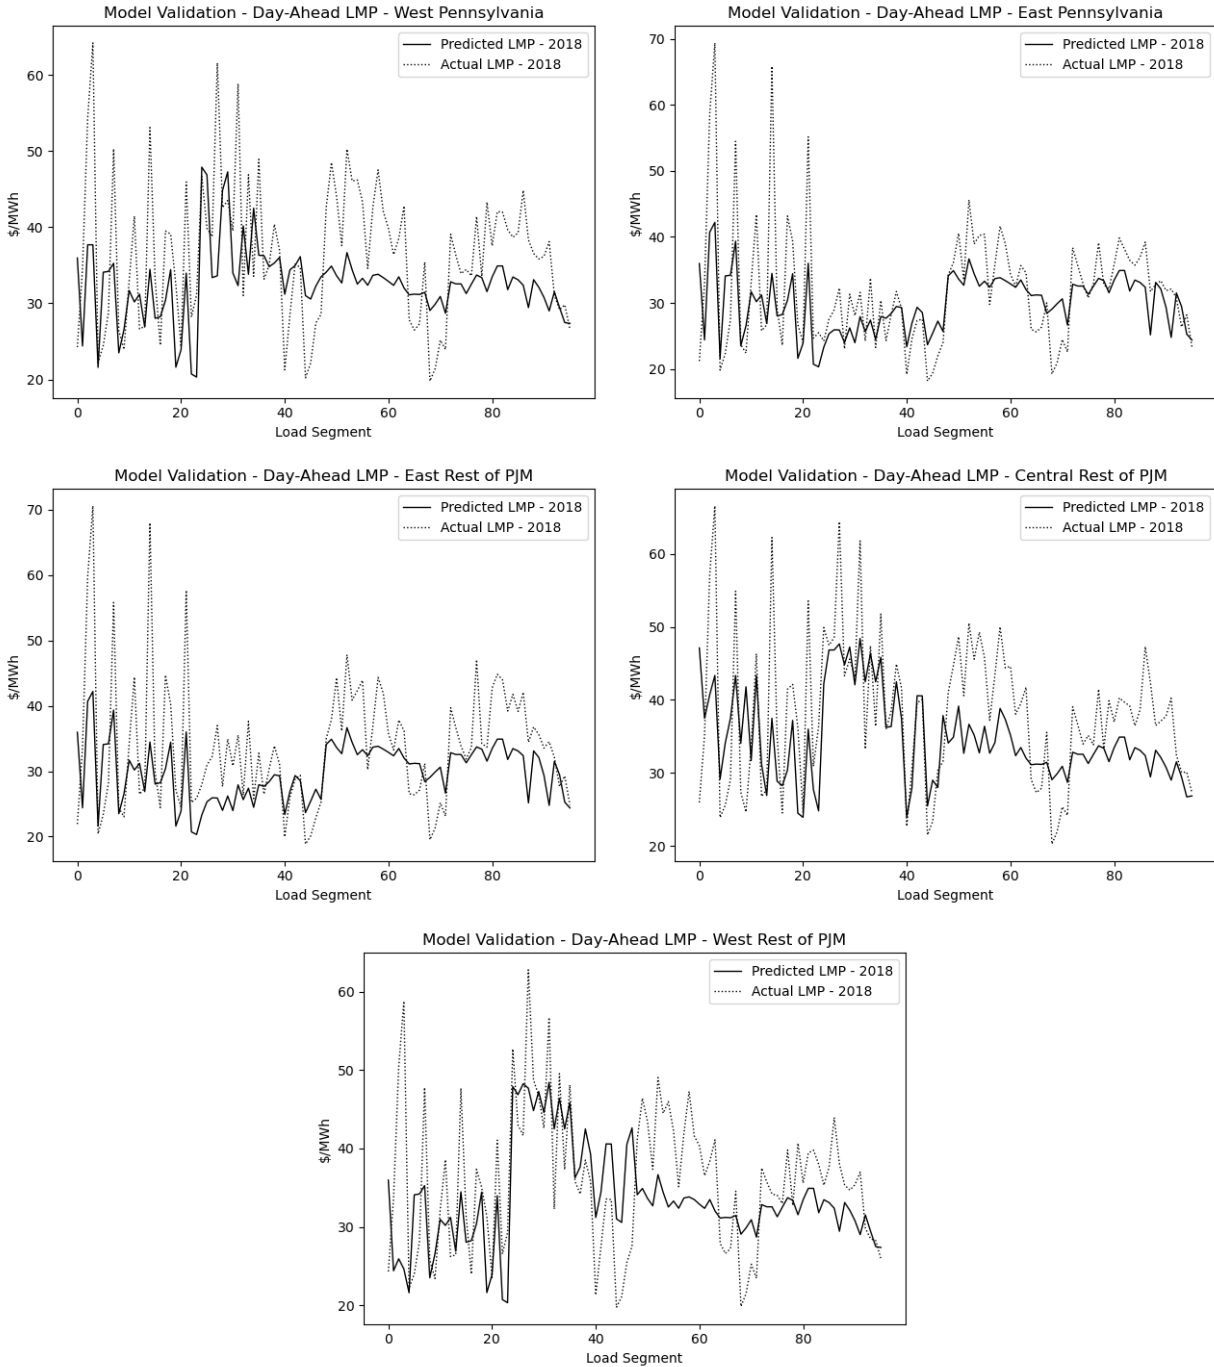 Model Validation - Day-Ahead LMP - West Pennsylvania
Predicted LMP - 2018
Actual LMP - 2018
60
50
40
30
20
$/MWh
0 20 40 60 80
Load Segment
Model Validation - Day-Ahead LMP - East Pennsylvania
Predicted LMP - 2018
Actual LMP - 2018
70
60
50
40
30
20
$/MWh
0 20 40 60 80
Load Segment
Model Validation - Day-Ahead LMP - East Rest of PJM
Predicted LMP - 2018
Actual LMP - 2018
70
60
50
40
30
20
$/MWh
0 20 40 60 80
Load Segment
Model Validation - Day-Ahead LMP - Central Rest of PJM
Predicted LMP - 2018
Actual LMP - 2018
60
50
40
30
20
$/MWh
0 20 40 60 80
Load Segment
Model Validation - Day-Ahead LMP - West Rest of PJM
Predicted LMP - 2018
Actual LMP - 2018
60
50
40
30
20
$/MWh
0 20 40 60 80
Load Segment